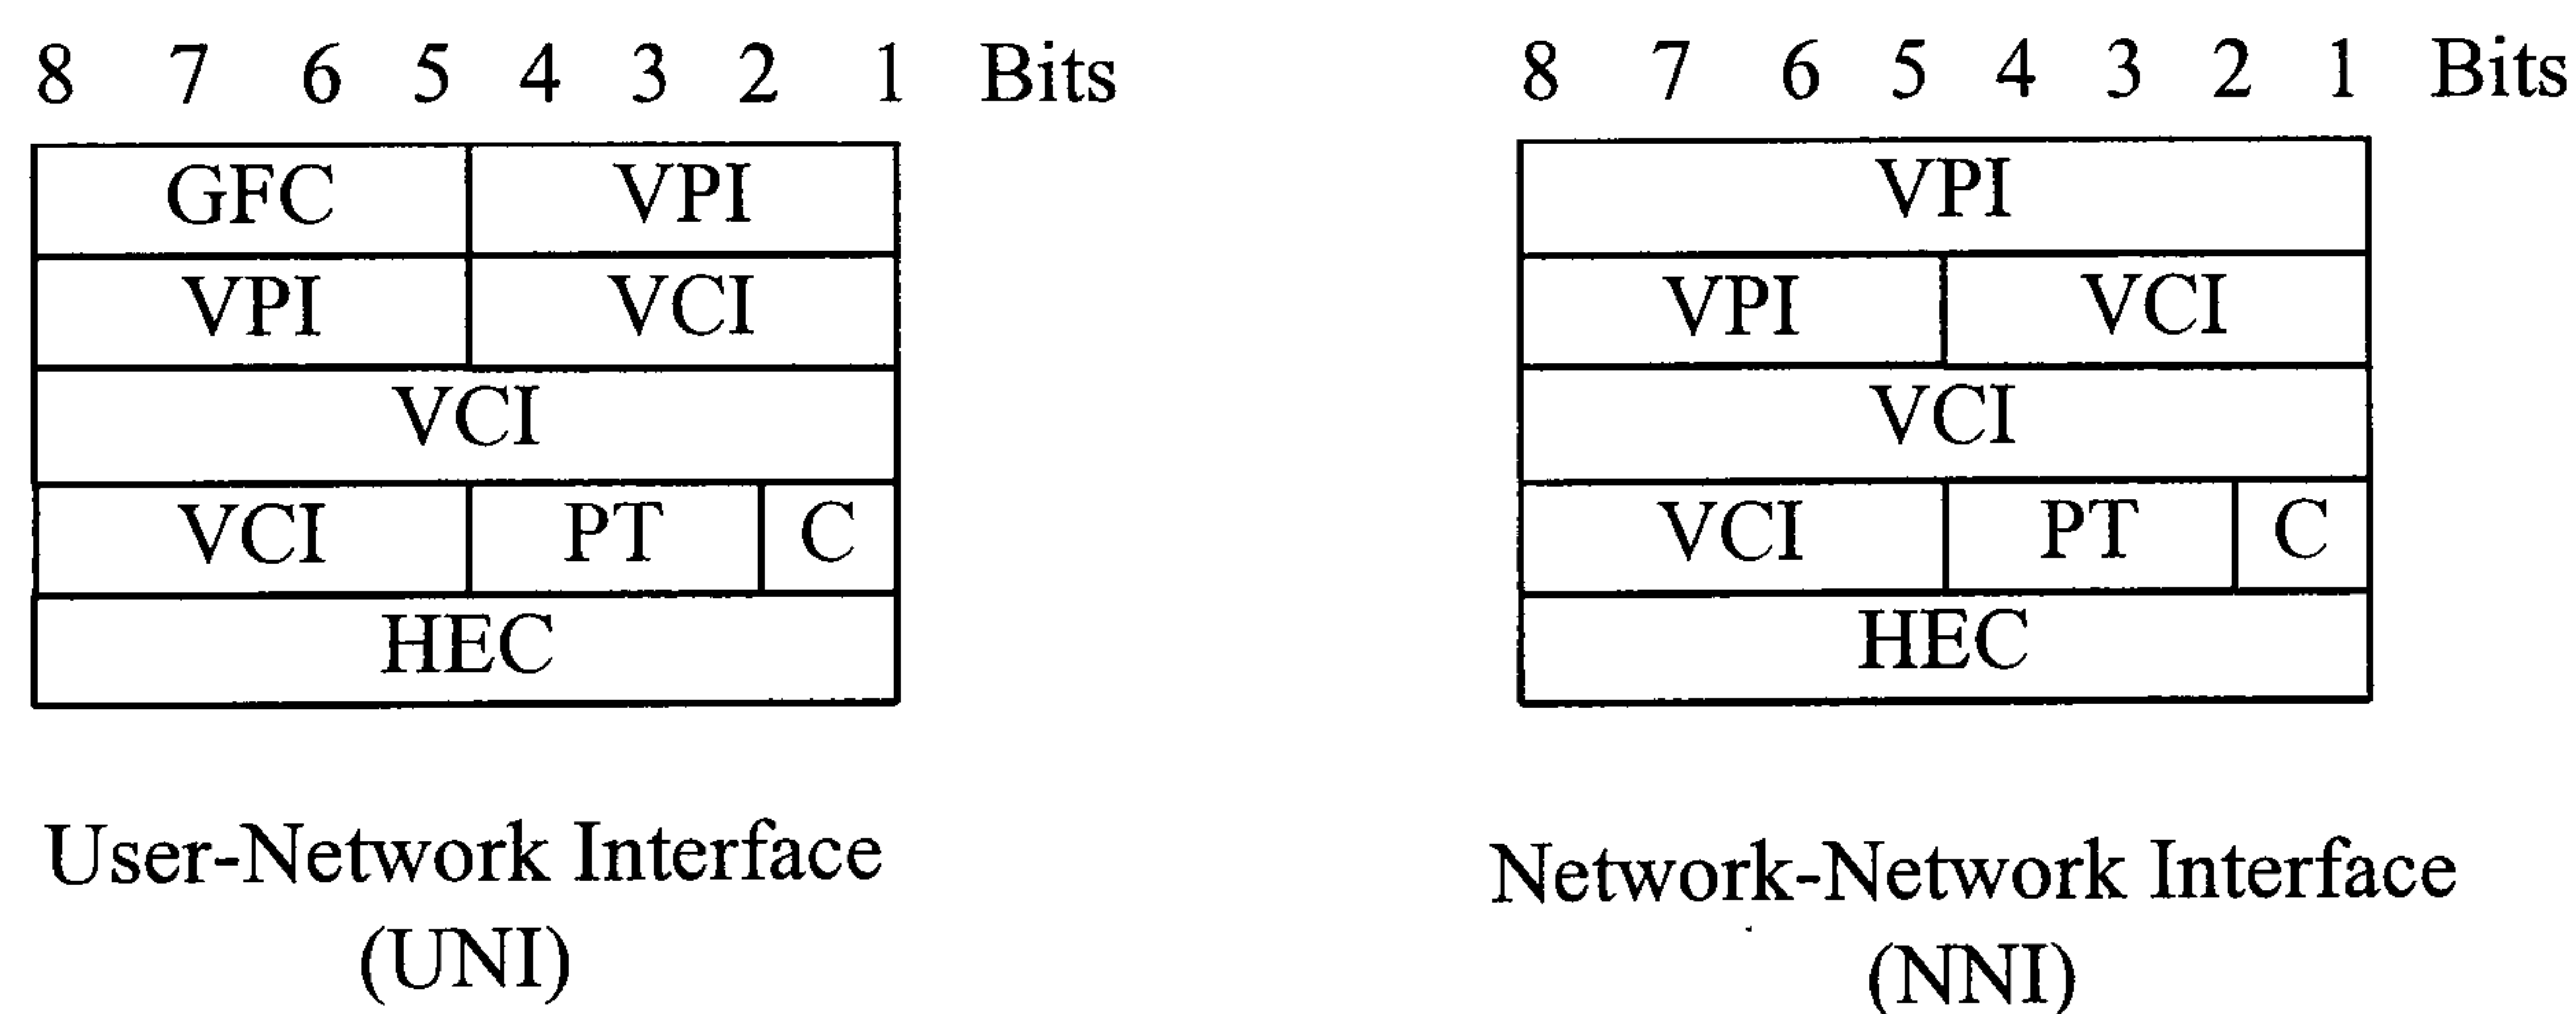 8 7 6 5 4 3 2 1 Bits
GFC VPI
VPI VCI
VCI
VCI PT C
HEC
User-Network Interface
(UNI)
8 7 6 5 4 3 2 1 Bits
VPI
VPI VCI
VCI
VCI PT C
HEC
Network-Network Interface
(NNI)